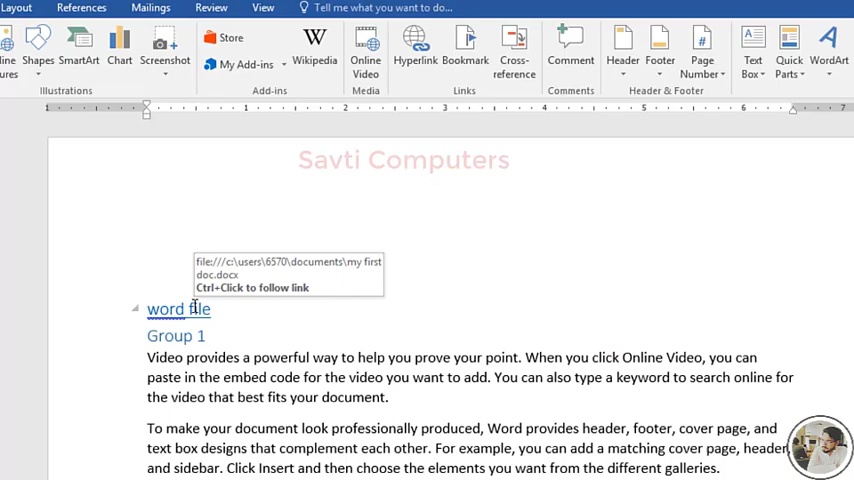 Layout References Mailings Review View Tell me what you want to do...
Store
My Add-ins
Shapes SmartArt Chart Screenshot Wikipedia Online Video Hyperlink Bookmark Cross-reference Comment Header Footer Page Number Text Box Quick Parts WordArt
Illustrations Add-ins Media Links Comments Header & Footer
1 1 2 3 4 5 6 7
Savti Computers
file:///c:\users\6570\documents\my first
doc.docx
Ctrl+Click to follow link
word file
Group 1
Video provides a powerful way to help you prove your point. When you click Online Video, you can
paste in the embed code for the video you want to add. You can also type a keyword to search online for
the video that best fits your document.
To make your document look professionally produced, Word provides header, footer, cover page, and
text box designs that complement each other. For example, you can add a matching cover page, header,
and sidebar. Click Insert and then choose the elements you want from the different galleries.